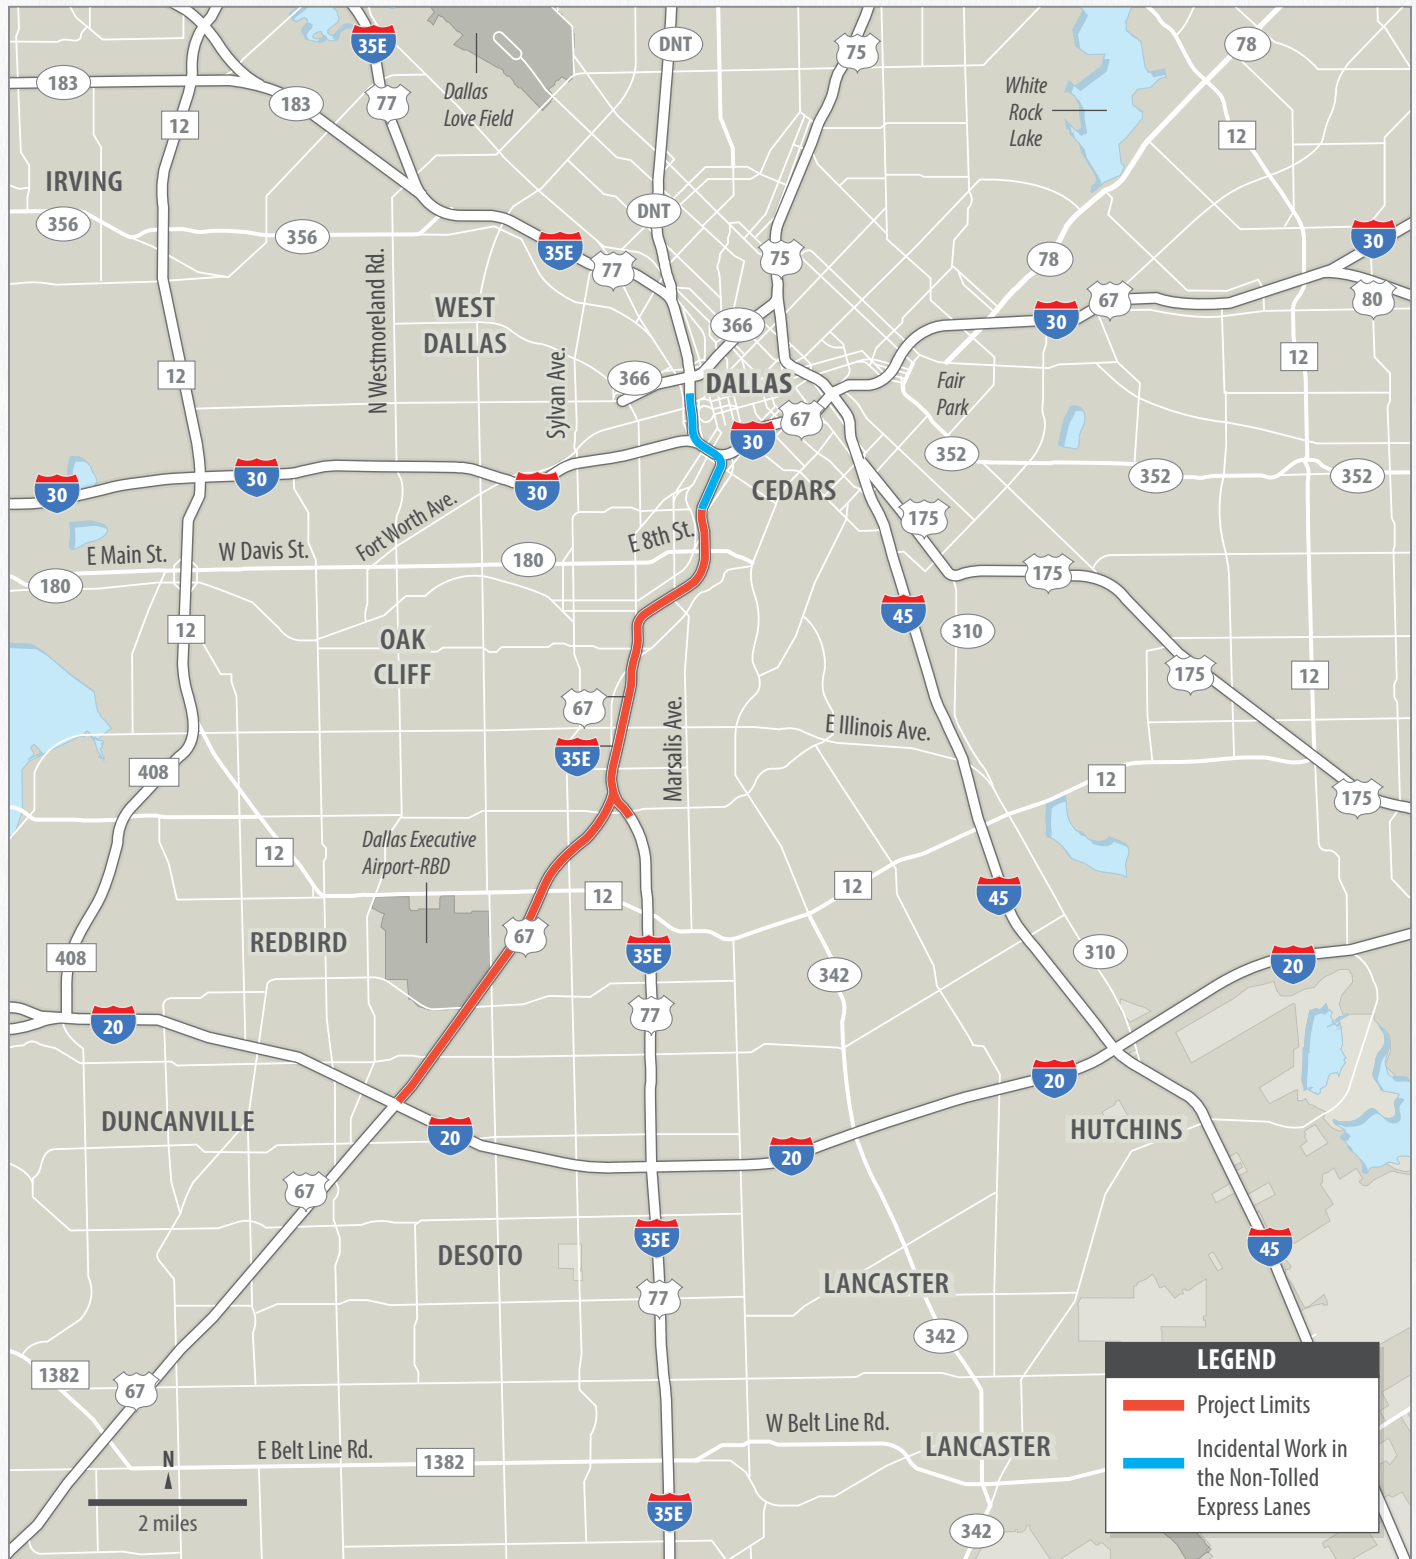 35E
DNT
75
78
183
77
183
Dallas
Love Field
White
Rock
Lake
12
12
IRVING
356
356
DNT
35E
77
75
78
30
N Westmoreland Rd.
WEST
DALLAS
366
30
67
80
12
Sylvan Ave.
366
DALLAS
12
Fair
Park
67
30
352
352
352
30
30
30
CEDARS
175
Fort Worth Ave.
E 8th St.
E Main St.
W Davis St.
180
180
175
12
OAK
CLIFF
45
310
175
12
67
35E
Marsalis Ave.
E Illinois Ave.
408
12
175
12
Dallas Executive
Airport-RBD
12
12
45
REDBIRD
67
35E
310
408
342
20
77
20
20
DUNCANVILLE
20
20
HUTCHINS
67
35E
45
DESOTO
77
LANCASTER
342
1382
67
LEGEND
Project Limits
Incidental Work in
the Non-Tolled
Express Lanes
W Belt Line Rd.
LANCASTER
E Belt Line Rd.
1382
N
2 miles
35E
342